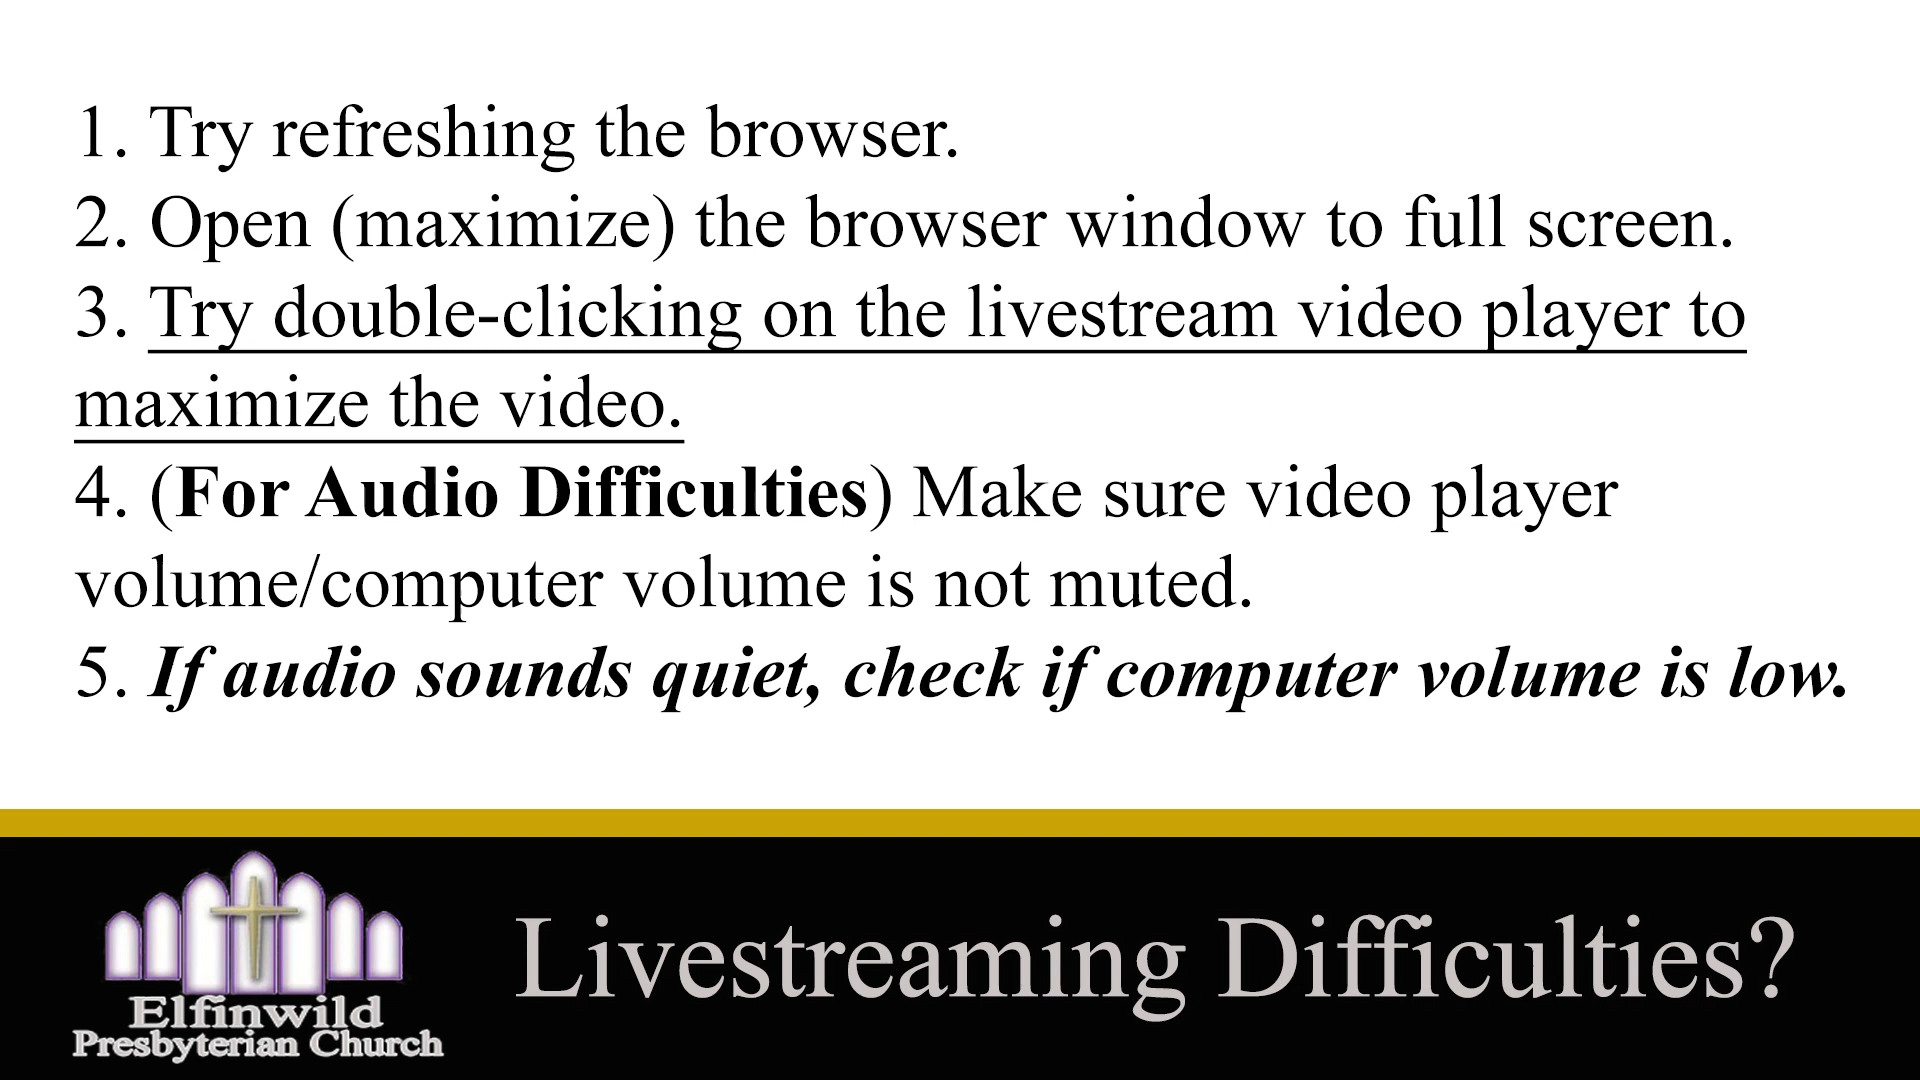 1. Try refreshing the browser.
2. Open (maximize) the browser window to full screen.
3. Try double-clicking on the livestream video player to
maximize the video.
4. (For Audio Difficulties) Make sure video player
volume/computer volume is not muted.
5. If audio sounds quiet, check if computer volume is low.
Elfinwild
Presbyterian Church
Livestreaming Difficulties?